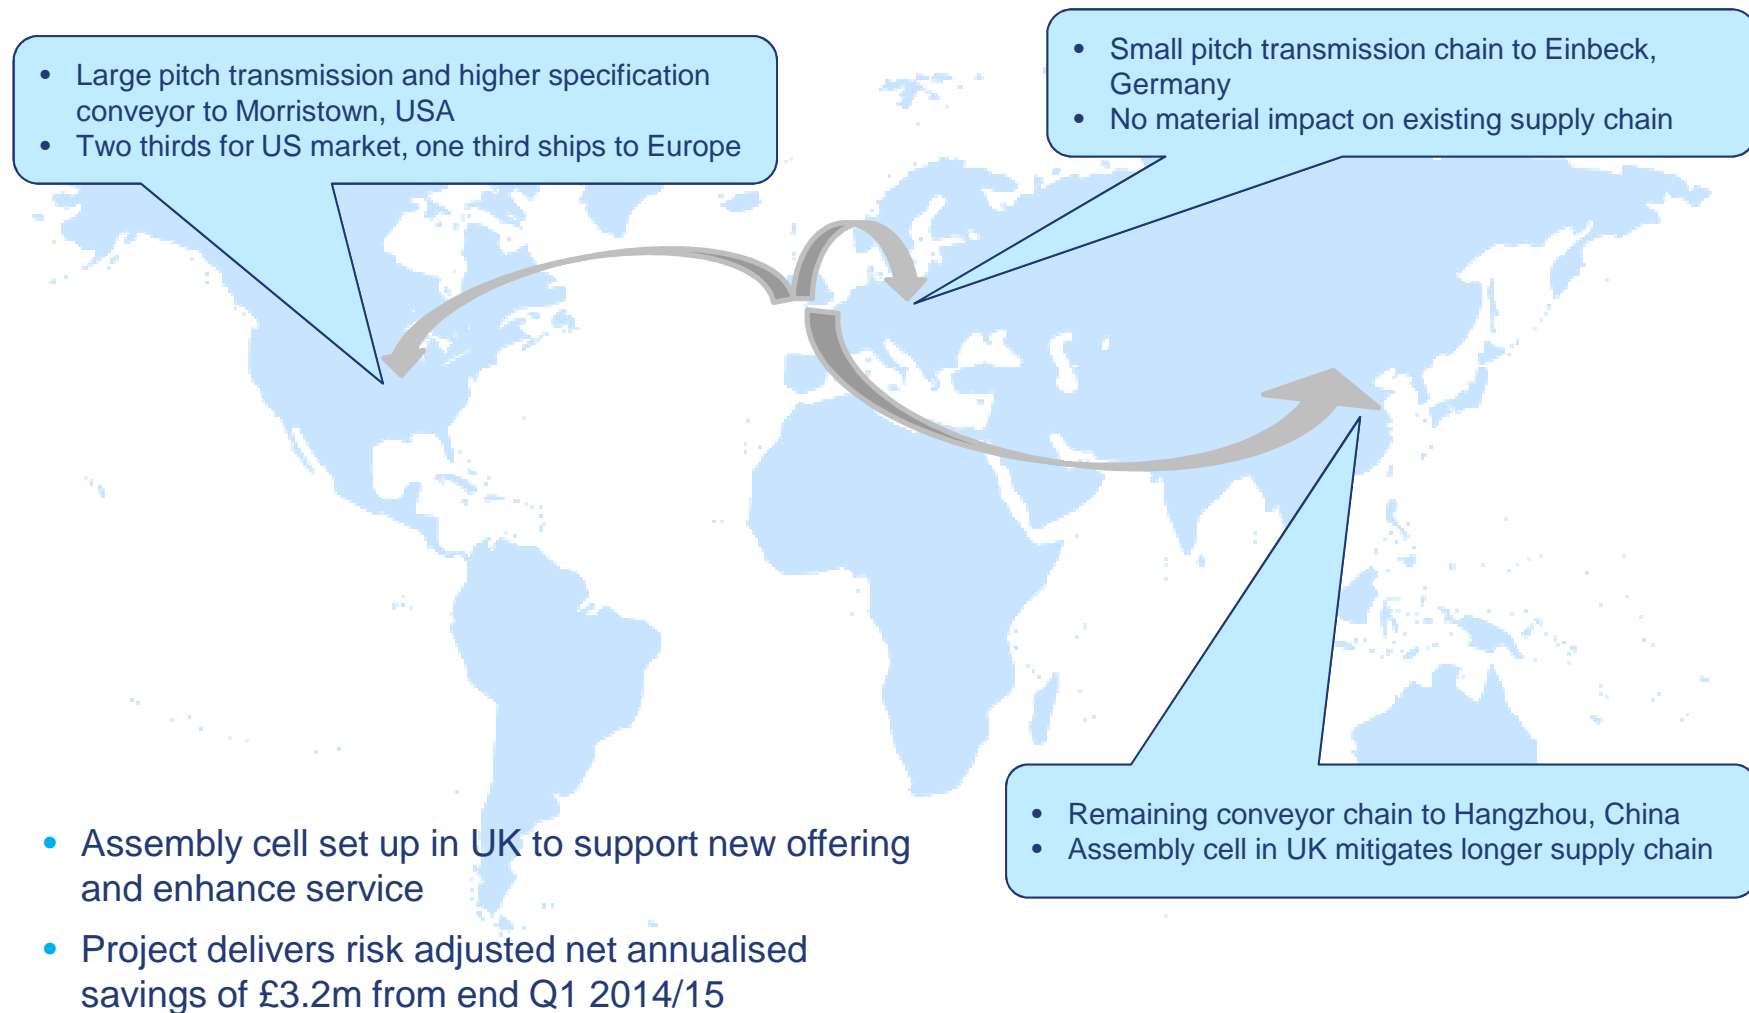 • Large pitch transmission and higher specification
conveyor to Morristown, USA
• Two thirds for US market, one third ships to Europe
• Small pitch transmission chain to Einbeck,
Germany
• No material impact on existing supply chain
• Remaining conveyor chain to Hangzhou, China
• Assembly cell in UK mitigates longer supply chain
• Assembly cell set up in UK to support new offering
and enhance service
• Project delivers risk adjusted net annualised
savings of £3.2m from end Q1 2014/15